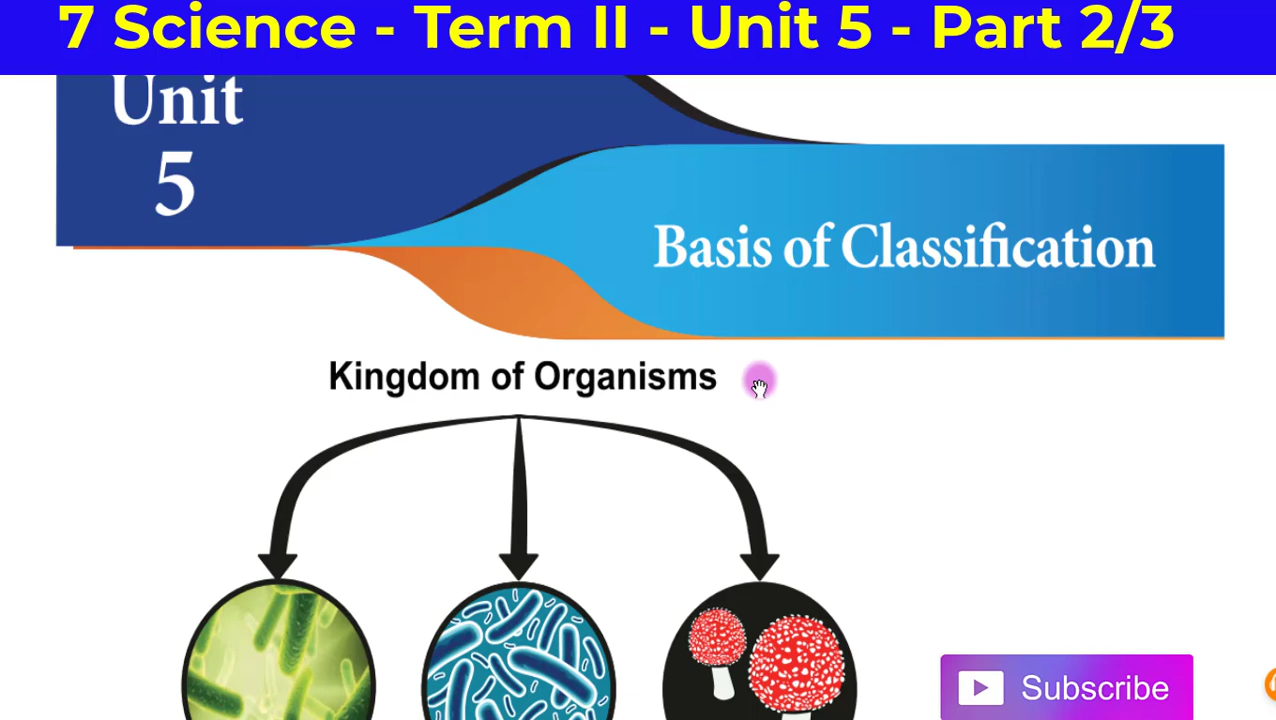 7 Science - Term II - Unit 5 - Part 2/3
Unit
5
Basis of Classification
Kingdom of Organisms
Subscribe